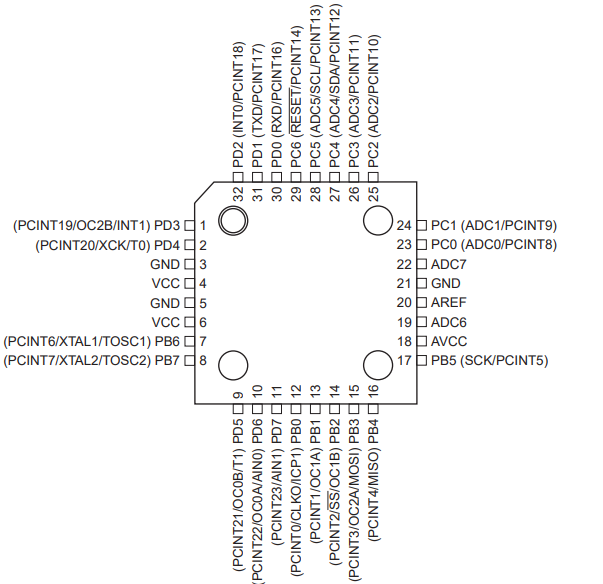 PD2 (INT0/PCINT18)
PD1 (TXD/PCINT17)
PD0 (RXD/PCINT16)
PC6 (RESET/PCINT14)
PC5 (ADC5/SCL/PCINT13)
PC4 (ADC4/SDA/PCINT12)
PC3 (ADC3/PCINT11)
PC2 (ADC2/PCINT10)
32 31 30 29 28 27 26 25
(PCINT19/OC2B/INT1) PD3 1
(PCINT20/XCK/T0) PD4 2
GND 3
VCC 4
GND 5
VCC 6
(PCINT6/XTAL1/TOSC1) PB6 7
(PCINT7/XTAL2/TOSC2) PB7 8
24 PC1 (ADC1/PCINT9)
23 PC0 (ADC0/PCINT8)
22 ADC7
21 GND
20 AREF
19 ADC6
18 AVCC
17 PB5 (SCK/PCINT5)
9 10 11 12 13 14 15 16
(PCINT21/OC0B/T1) PD5
(PCINT22/OC0A/AIN0) PD6
(PCINT23/AIN1) PD7
(PCINT0/CLKO/ICP1) PB0
(PCINT1/OC1A) PB1
(PCINT2/SS/OC1B) PB2
(PCINT3/OC2A/MOSI) PB3
(PCINT4/MISO) PB4